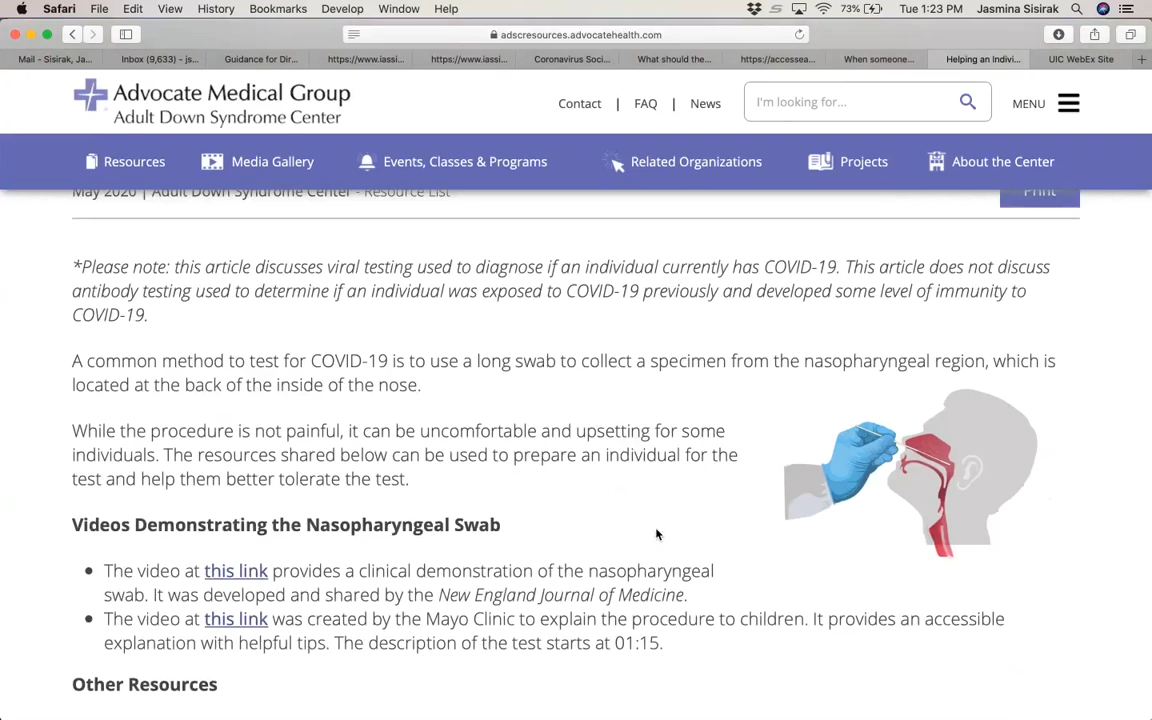 Safari File Edit View History Bookmarks Develop Window Help 73% Tue 1:23 PM Jasmina Sisirak
adscresources.advocatehealth.com
Mail - Sisirak, Ja... Inbox (9,633) - js... Guidance for Dir... https://www.iassi... https://www.iassi... Coronavirus Soci... What should the... https://accessea... When someone... Helping an Indivi... UIC WebEx Site
Advocate Medical Group
Adult Down Syndrome Center
Contact | FAQ | News I'm looking for... MENU
Resources Media Gallery Events, Classes & Programs Related Organizations Projects About the Center
May 2020 | Adult Down Syndrome Center - Resource List Print
*Please note: this article discusses viral testing used to diagnose if an individual currently has COVID-19. This article does not discuss
antibody testing used to determine if an individual was exposed to COVID-19 previously and developed some level of immunity to
COVID-19.
A common method to test for COVID-19 is to use a long swab to collect a specimen from the nasopharyngeal region, which is
located at the back of the inside of the nose.
While the procedure is not painful, it can be uncomfortable and upsetting for some
individuals. The resources shared below can be used to prepare an individual for the
test and help them better tolerate the test.
Videos Demonstrating the Nasopharyngeal Swab
• The video at this link provides a clinical demonstration of the nasopharyngeal
swab. It was developed and shared by the New England Journal of Medicine.
• The video at this link was created by the Mayo Clinic to explain the procedure to children. It provides an accessible
explanation with helpful tips. The description of the test starts at 01:15.
Other Resources